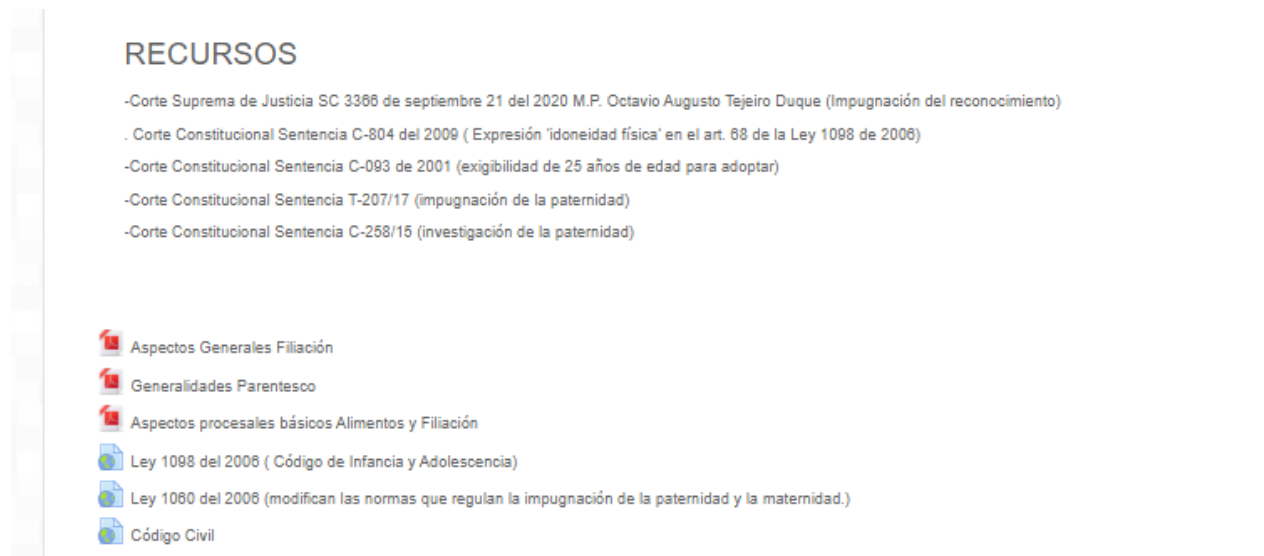 RECURSOS
-Corte Suprema de Justicia SC 3366 de septiembre 21 del 2020 M.P. Octavio Augusto Tejeiro Duque (Impugnación del reconocimiento)
. Corte Constitucional Sentencia C-804 del 2009 ( Expresión 'idoneidad física' en el art. 68 de la Ley 1098 de 2006)
-Corte Constitucional Sentencia C-093 de 2001 (exigibilidad de 25 años de edad para adoptar)
-Corte Constitucional Sentencia T-207/17 (impugnación de la paternidad)
-Corte Constitucional Sentencia C-258/15 (investigación de la paternidad)
Aspectos Generales Filiación
Generalidades Parentesco
Aspectos procesales básicos Alimentos y Filiación
Ley 1098 del 2006 ( Código de Infancia y Adolescencia)
Ley 1060 del 2006 (modifican las normas que regulan la impugnación de la paternidad y la maternidad.)
Código Civil